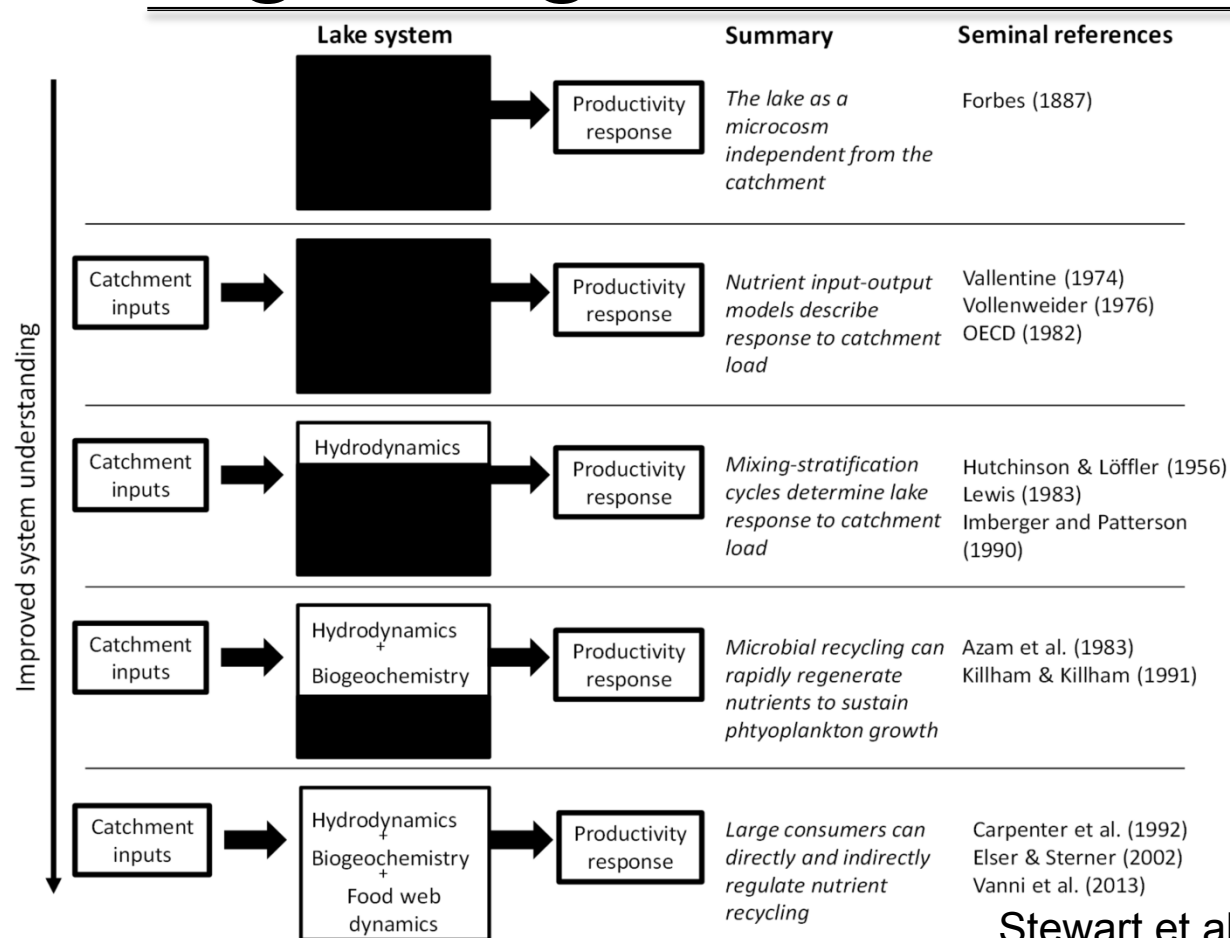 Lake system Summary Seminal references
Improved system understanding
Productivity
response
The lake as a
microcosm
independent from the
catchment
Forbes (1887)
Catchment
inputs
Productivity
response
Nutrient input-output
models describe
response to catchment
load
Vallentine (1974)
Vollenweider (1976)
OECD (1982)
Catchment
inputs
Hydrodynamics
Productivity
response
Mixing-stratification
cycles determine lake
response to catchment
load
Hutchinson & Löffler (1956)
Lewis (1983)
Imberger and Patterson
(1990)
Catchment
inputs
Hydrodynamics
+
Biogeochemistry
Productivity
response
Microbial recycling can
rapidly regenerate
nutrients to sustain
phtyoplankton growth
Azam et al. (1983)
Killham & Killham (1991)
Catchment
inputs
Hydrodynamics
+
Biogeochemistry
+
Food web
dynamics
Productivity
response
Large consumers can
directly and indirectly
regulate nutrient
recycling
Carpenter et al. (1992)
Elser & Sterner (2002)
Vanni et al. (2013)
Stewart et al